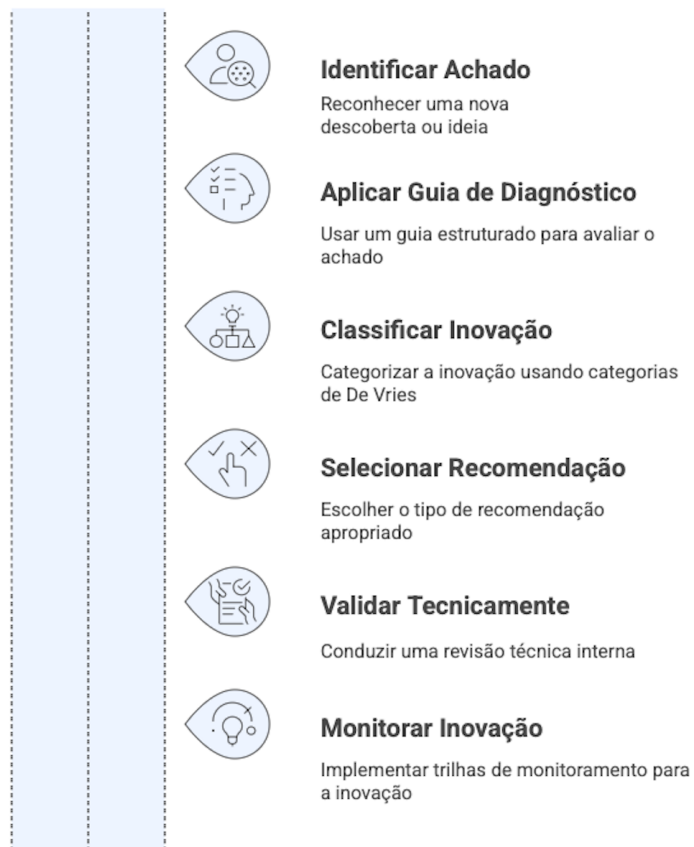 Identificar Achado
Reconhecer uma nova
descoberta ou ideia
Aplicar Guia de Diagnóstico
Usar um guia estruturado para avaliar o
achado
Classificar Inovação
Categorizar a inovação usando categorias
de De Vries
Selecionar Recomendação
Escolher o tipo de recomendação
apropriado
Validar Tecnicamente
Conduzir uma revisão técnica interna
Monitorar Inovação
Implementar trilhas de monitoramento para
a inovação